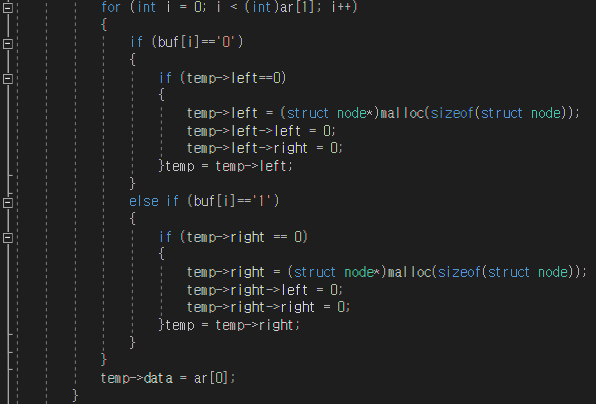 for (int i = 0; i < (int)ar[1]; i++)
{
if (buf[i]=='0')
{
if (temp->left==0)
{
temp->left = (struct node*)malloc(sizeof(struct node));
temp->left->left = 0;
temp->left->right = 0;
}temp = temp->left;
}
else if (buf[i]=='1')
{
if (temp->right == 0)
{
temp->right = (struct node*)malloc(sizeof(struct node));
temp->right->left = 0;
temp->right->right = 0;
}temp = temp->right;
}
}
temp->data = ar[0];
}